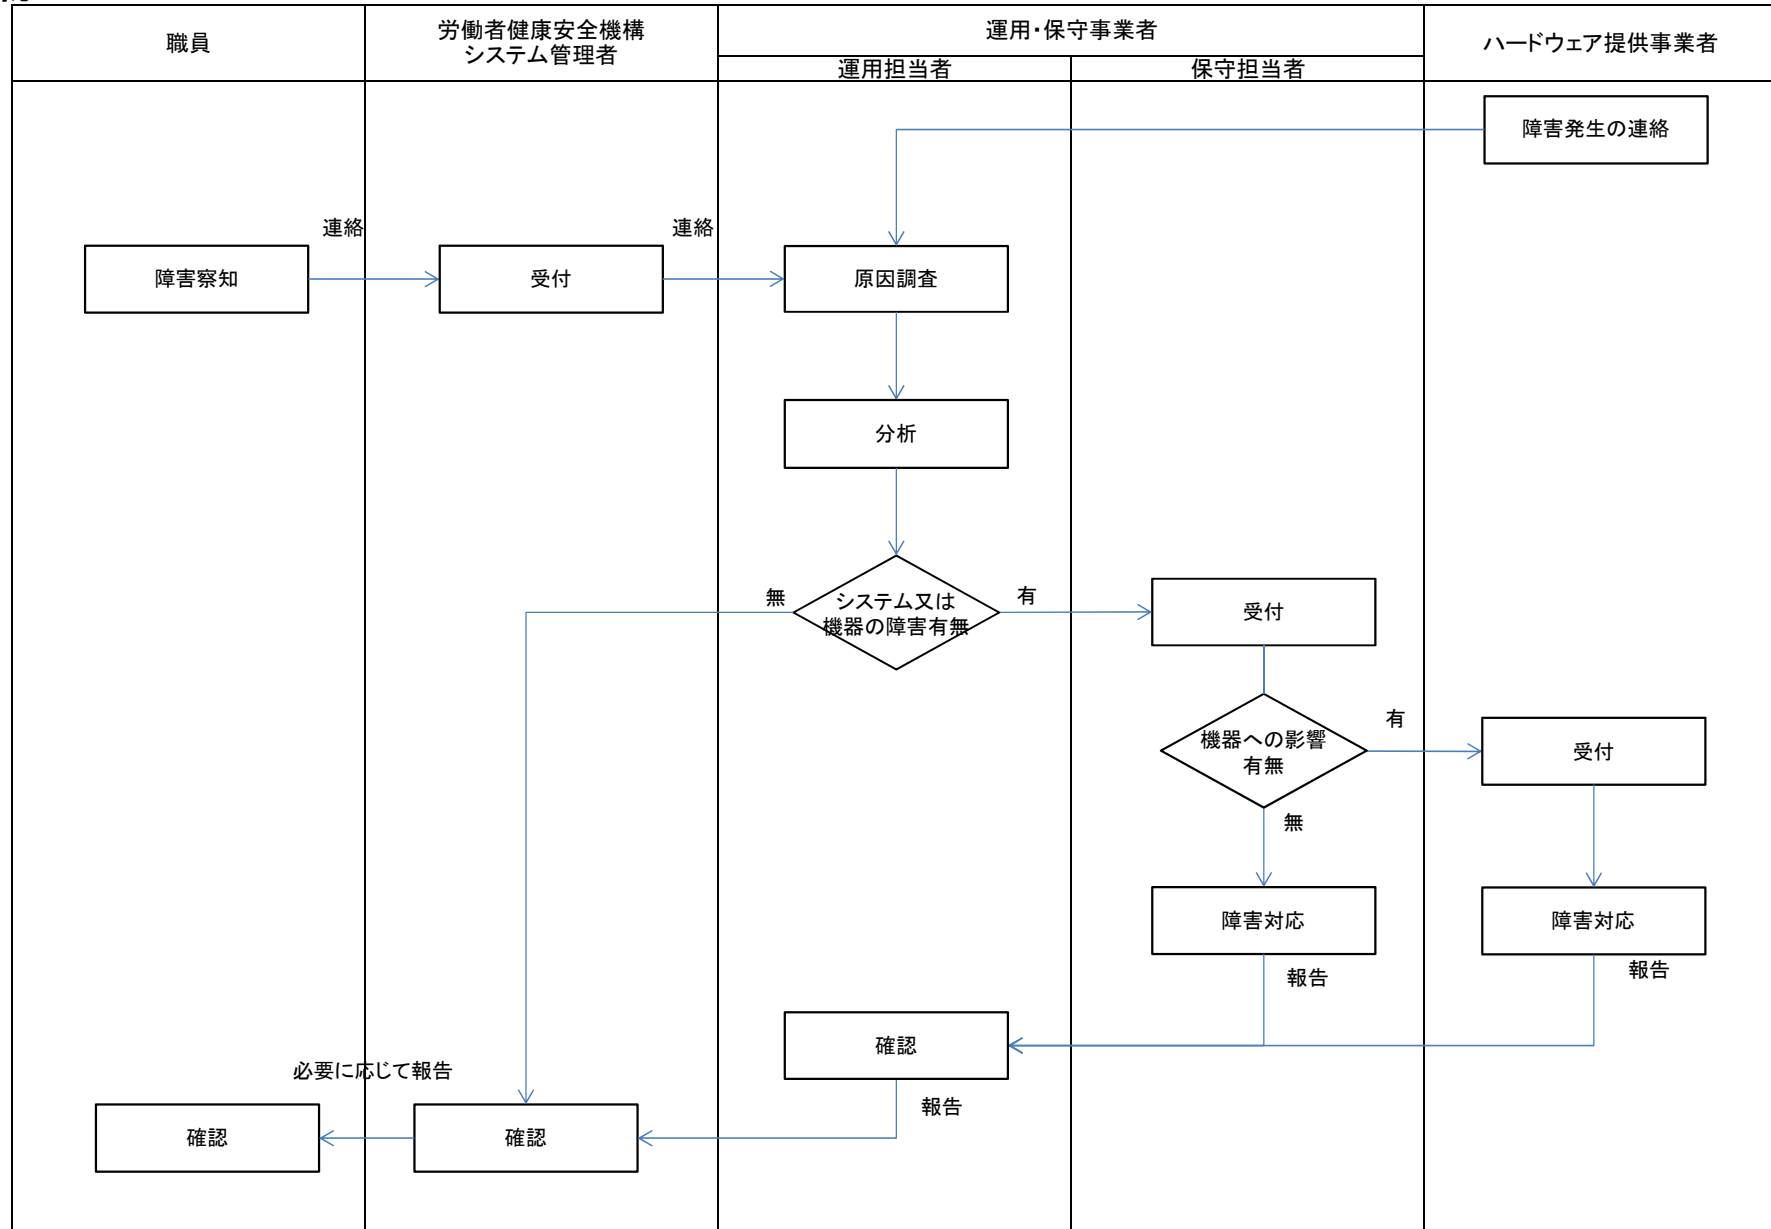 職員
労働者健康安全機構
システム管理者
運用・保守事業者
ハードウェア提供事業者
運用担当者
保守担当者
障害発生の連絡
連絡
連絡
障害察知
受付
原因調査
分析
無
システム又は
機器の障害有無
有
受付
機器への影響
有無
有
受付
無
障害対応
障害対応
報告
報告
確認
必要に応じて報告
報告
確認
確認